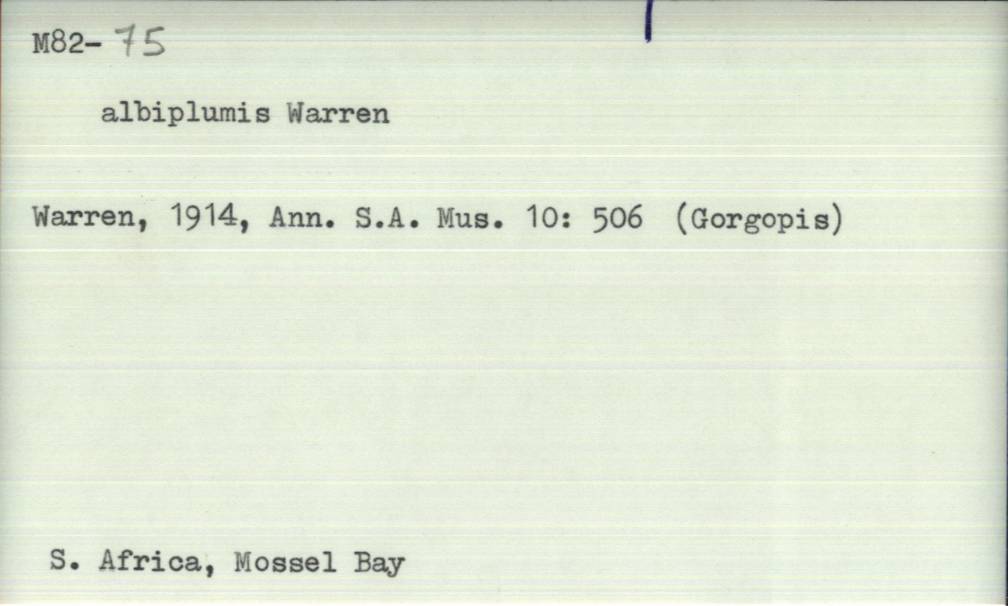 M82-75
albiplumis Warren
Warren, 1914, Ann. S.A. Mus. 10: 506 (Gorgopis)
S. Africa, Mossel Bay